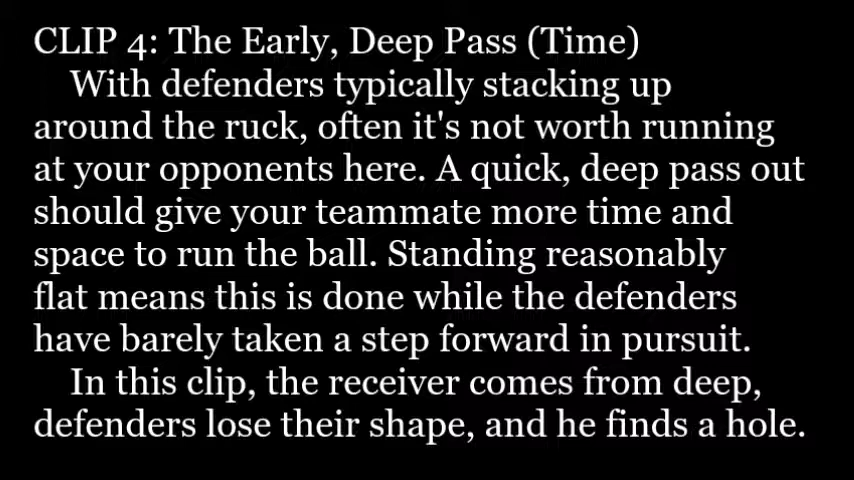 CLIP 4: The Early, Deep Pass (Time)
With defenders typically stacking up
around the ruck, often it's not worth running
at your opponents here. A quick, deep pass out
should give your teammate more time and
space to run the ball. Standing reasonably
flat means this is done while the defenders
have barely taken a step forward in pursuit.
In this clip, the receiver comes from deep,
defenders lose their shape, and he finds a hole.